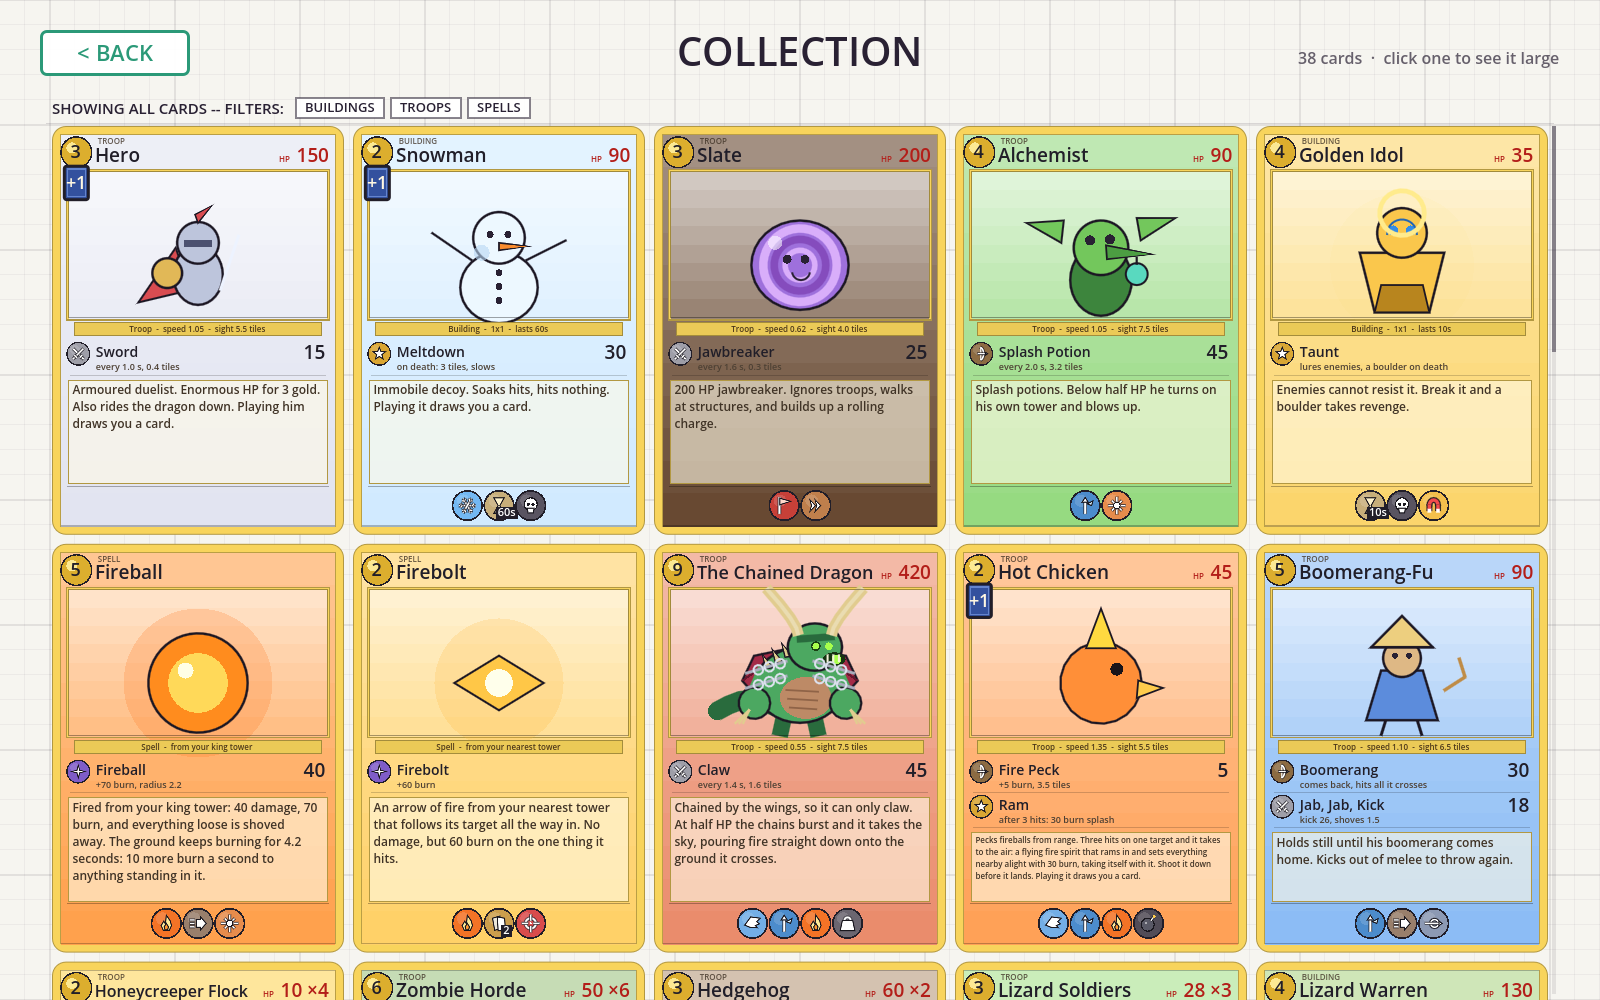 < BACK
COLLECTION
38 cards · click one to see it large
SHOWING ALL CARDS -- FILTERS: BUILDINGS TROOPS SPELLS
3 TROOP
Hero HP 150
+1
Troop - speed 1.05 - sight 5.5 tiles
Sword 15
every 1.0 s, 0.4 tiles
Armoured duelist. Enormous HP for 3 gold.
Also rides the dragon down. Playing him
draws you a card.
2 BUILDING
Snowman HP 90
+1
Building - 1x1 - lasts 60s
Meltdown 30
on death: 3 tiles, slows
Immobile decoy. Soaks hits, hits nothing.
Playing it draws you a card.
60s
3 TROOP
Slate HP 200
Troop - speed 0.62 - sight 4.0 tiles
Jawbreaker 25
every 1.6 s, 0.3 tiles
200 HP jawbreaker. Ignores troops, walks
at structures, and builds up a rolling
charge.
4 TROOP
Alchemist HP 90
Troop - speed 1.05 - sight 7.5 tiles
Splash Potion 45
every 2.0 s, 3.2 tiles
Splash potions. Below half HP he turns on
his own tower and blows up.
4 BUILDING
Golden Idol HP 35
Building - 1x1 - lasts 10s
Taunt
lures enemies, a boulder on death
Enemies cannot resist it. Break it and a
boulder takes revenge.
10s
5 SPELL
Fireball
Spell - from your king tower
Fireball 40
+70 burn, radius 2.2
Fired from your king tower: 40 damage, 70
burn, and everything loose is shoved
away. The ground keeps burning for 4.2
seconds: 10 more burn a second to
anything standing in it.
2 SPELL
Firebolt
Spell - from your nearest tower
Firebolt
+60 burn
An arrow of fire from your nearest tower
that follows its target all the way in. No
damage, but 60 burn on the one thing it
hits.
2
9 TROOP
The Chained Dragon HP 420
Troop - speed 0.55 - sight 7.5 tiles
Claw 45
every 1.4 s, 1.6 tiles
Chained by the wings, so it can only claw.
At half HP the chains burst and it takes the
sky, pouring fire straight down onto the
ground it crosses.
2 TROOP
Hot Chicken HP 45
+1
Troop - speed 1.35 - sight 5.5 tiles
Fire Peck 5
+5 burn, 3.5 tiles
Ram
after 3 hits: 30 burn splash
Pecks fireballs from range. Three hits on one target and it takes
to the air: a flying fire spirit that rams in and sets everything
nearby alight with 30 burn, taking itself with it. Shoot it down
before it lands. Playing it draws you a card.
5 TROOP
Boomerang-Fu HP 90
Troop - speed 1.10 - sight 6.5 tiles
Boomerang 30
comes back, hits all it crosses
Jab, Jab, Kick 18
kick 26, shoves 1.5
Holds still until his boomerang comes
home. Kicks out of melee to throw again.
2 TROOP
Honeycreeper Flock HP 10 ×4
6 TROOP
Zombie Horde HP 50 ×6
3 TROOP
Hedgehog HP 60 ×2
3 TROOP
Lizard Soldiers HP 28 ×3
4 BUILDING
Lizard Warren HP 130